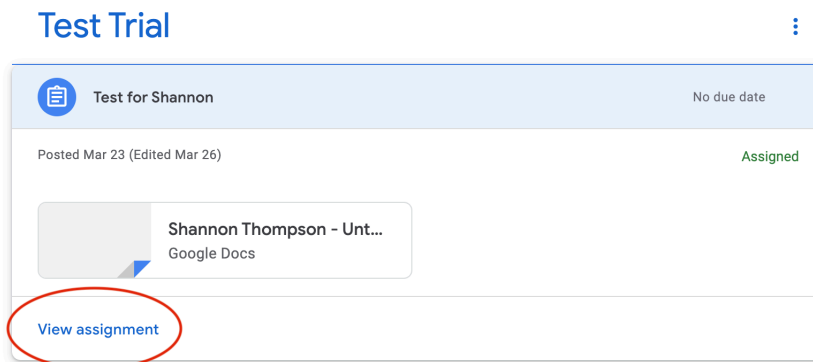 Test Trial
Test for Shannon
No due date
Posted Mar 23 (Edited Mar 26)
Assigned
Shannon Thompson - Unt...
Google Docs
View assignment